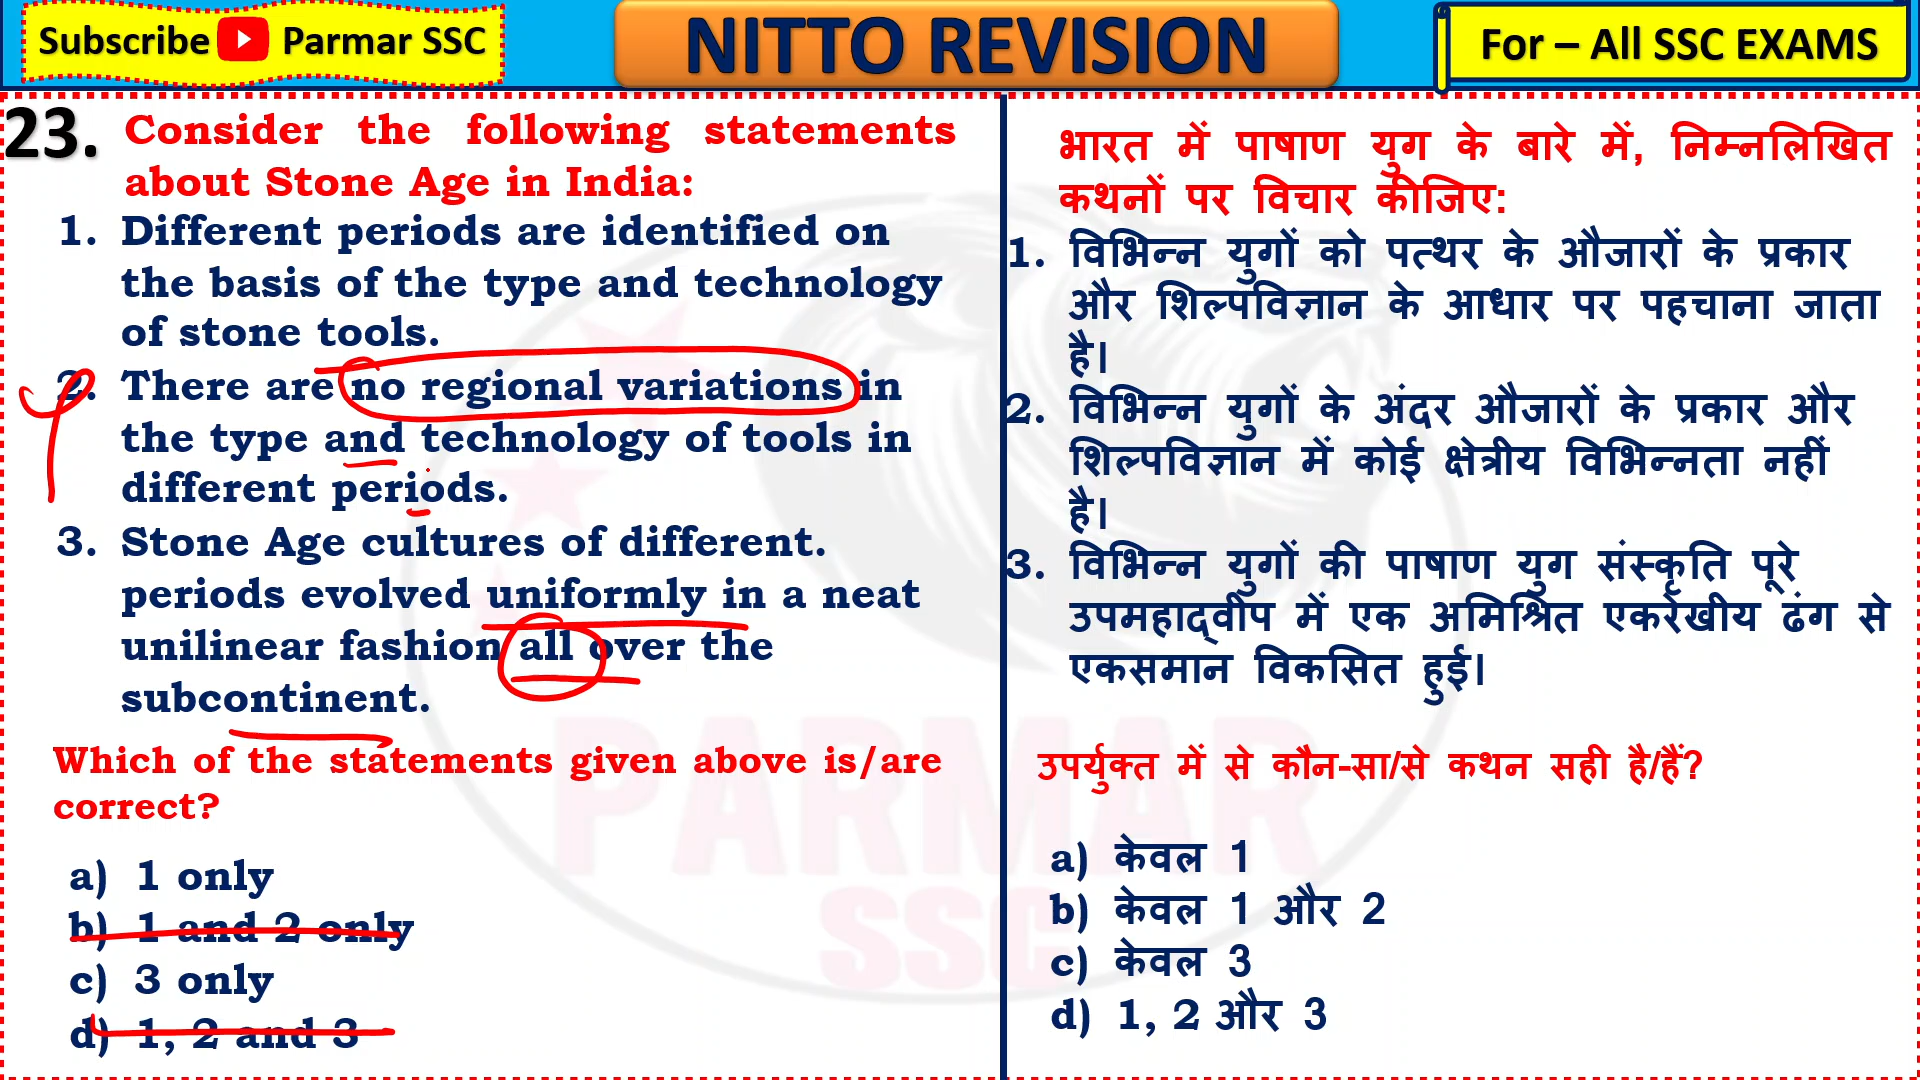 Subscribe Parmar SSC
NITTO REVISION
For – All SSC EXAMS
23. Consider the following statements
about Stone Age in India:
1. Different periods are identified on
the basis of the type and technology
of stone tools.
2. There are no regional variations in
the type and technology of tools in
different periods.
3. Stone Age cultures of different.
periods evolved uniformly in a neat
unilinear fashion all over the
subcontinent.
Which of the statements given above is/are
correct?
a) 1 only
b) 1 and 2 only
c) 3 only
d) 1, 2 and 3
भारत में पाषाण युग के बारे में, निम्नलिखित
कथनों पर विचार कीजिए:
1. विभिन्न युगों को पत्थर के औजारों के प्रकार
और शिल्पविज्ञान के आधार पर पहचाना जाता
है।
2. विभिन्न युगों के अंदर औजारों के प्रकार और
शिल्पविज्ञान में कोई क्षेत्रीय विभिन्नता नहीं
है।
3. विभिन्न युगों की पाषाण युग संस्कृति पूरे
उपमहाद्वीप में एक अमिश्रित एकरेखीय ढंग से
एकसमान विकसित हुई।
उपर्युक्त में से कौन-सा/से कथन सही है/हैं?
a) केवल 1
b) केवल 1 और 2
c) केवल 3
d) 1, 2 और 3
PARMAR
SSC